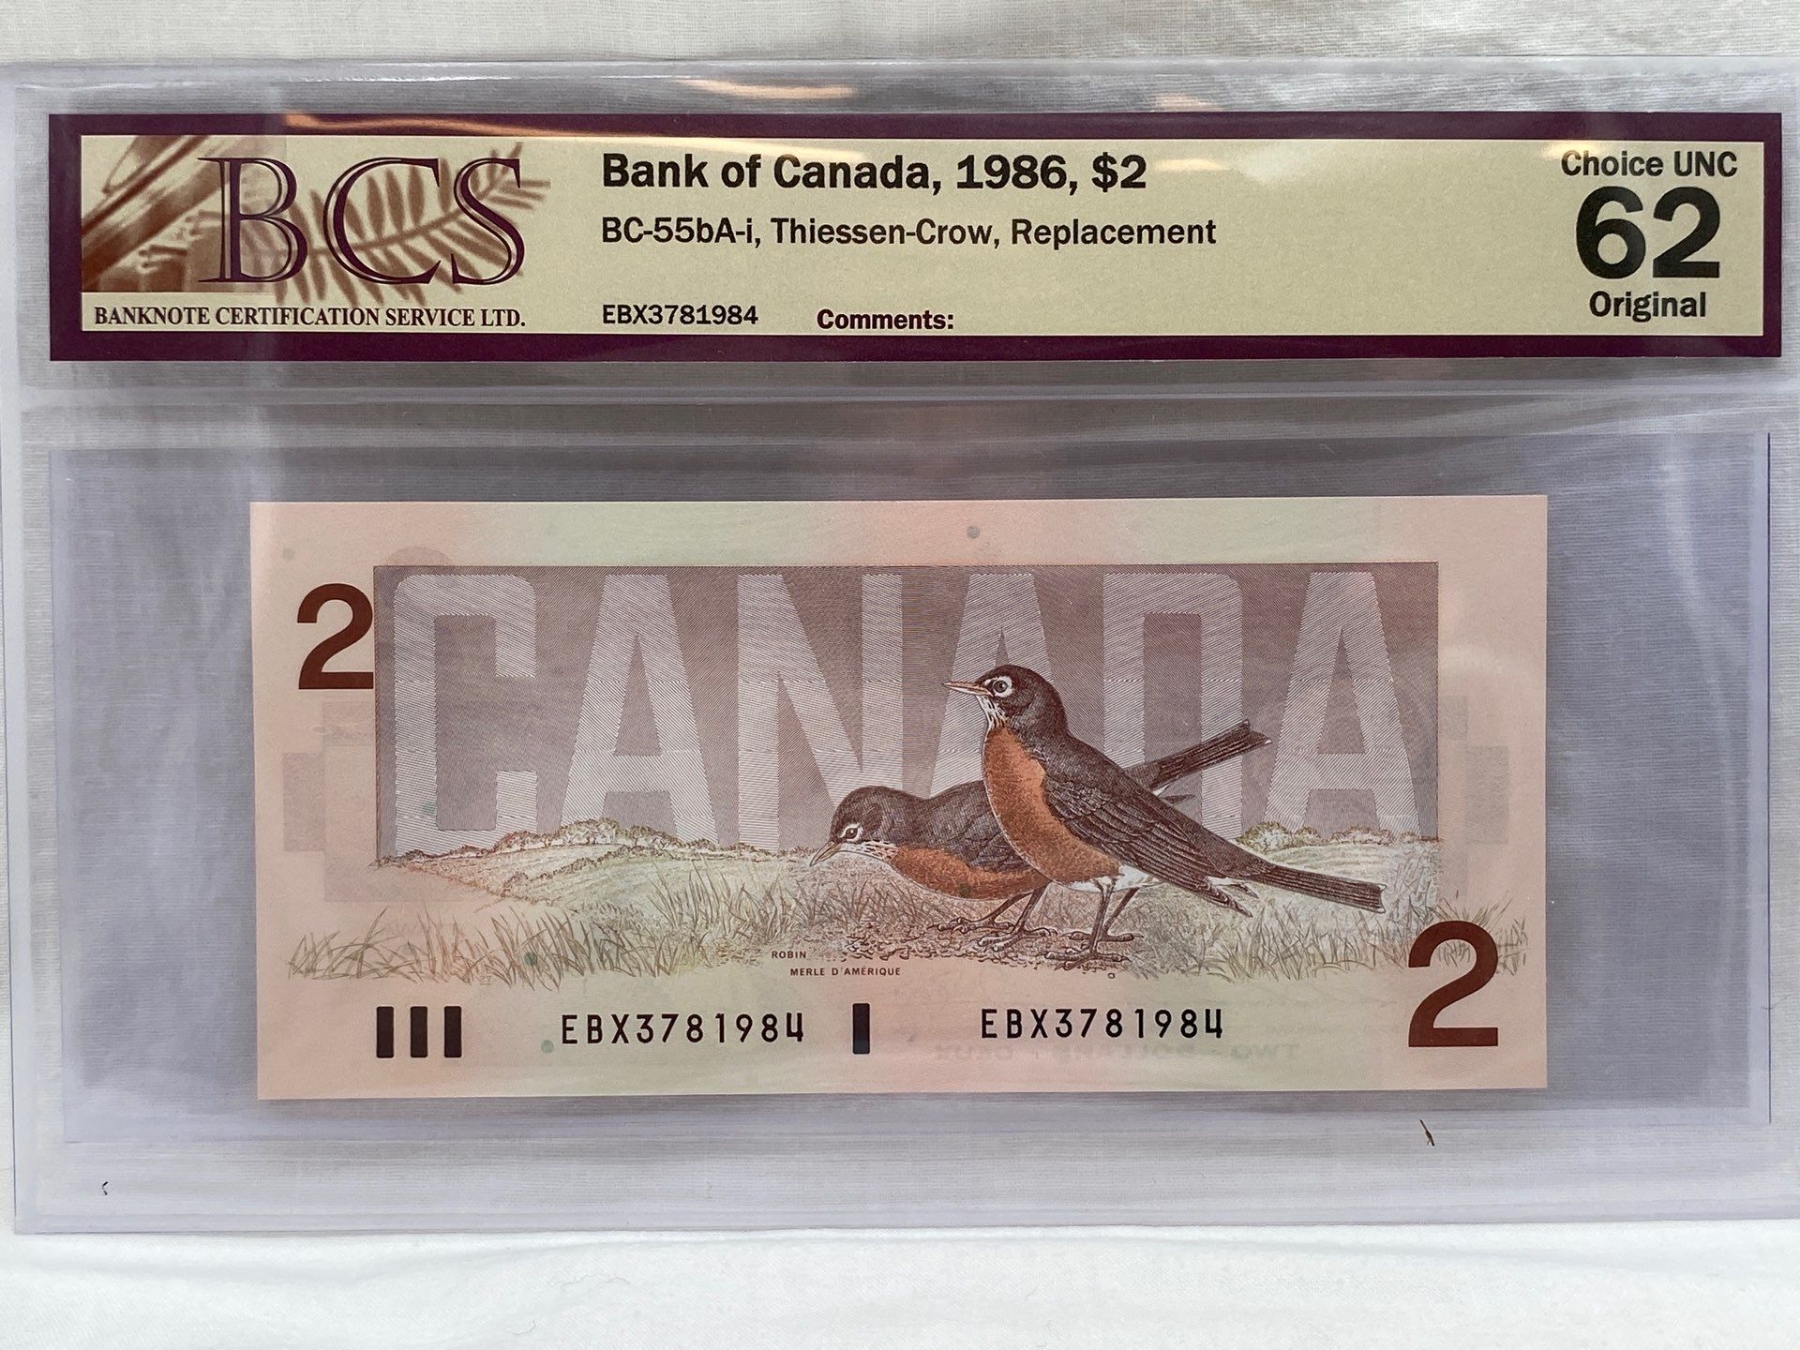 BCS
BANKNOTE CERTIFICATION SERVICE LTD.
Bank of Canada, 1986, $2
BC-55bA-i, Thiessen-Crow, Replacement
EBX3781984 Comments:
Choice UNC
62
Original
2
CANADA
ROBIN
MERLE D'AMÉRIQUE
2
EBX3781984 EBX3781984